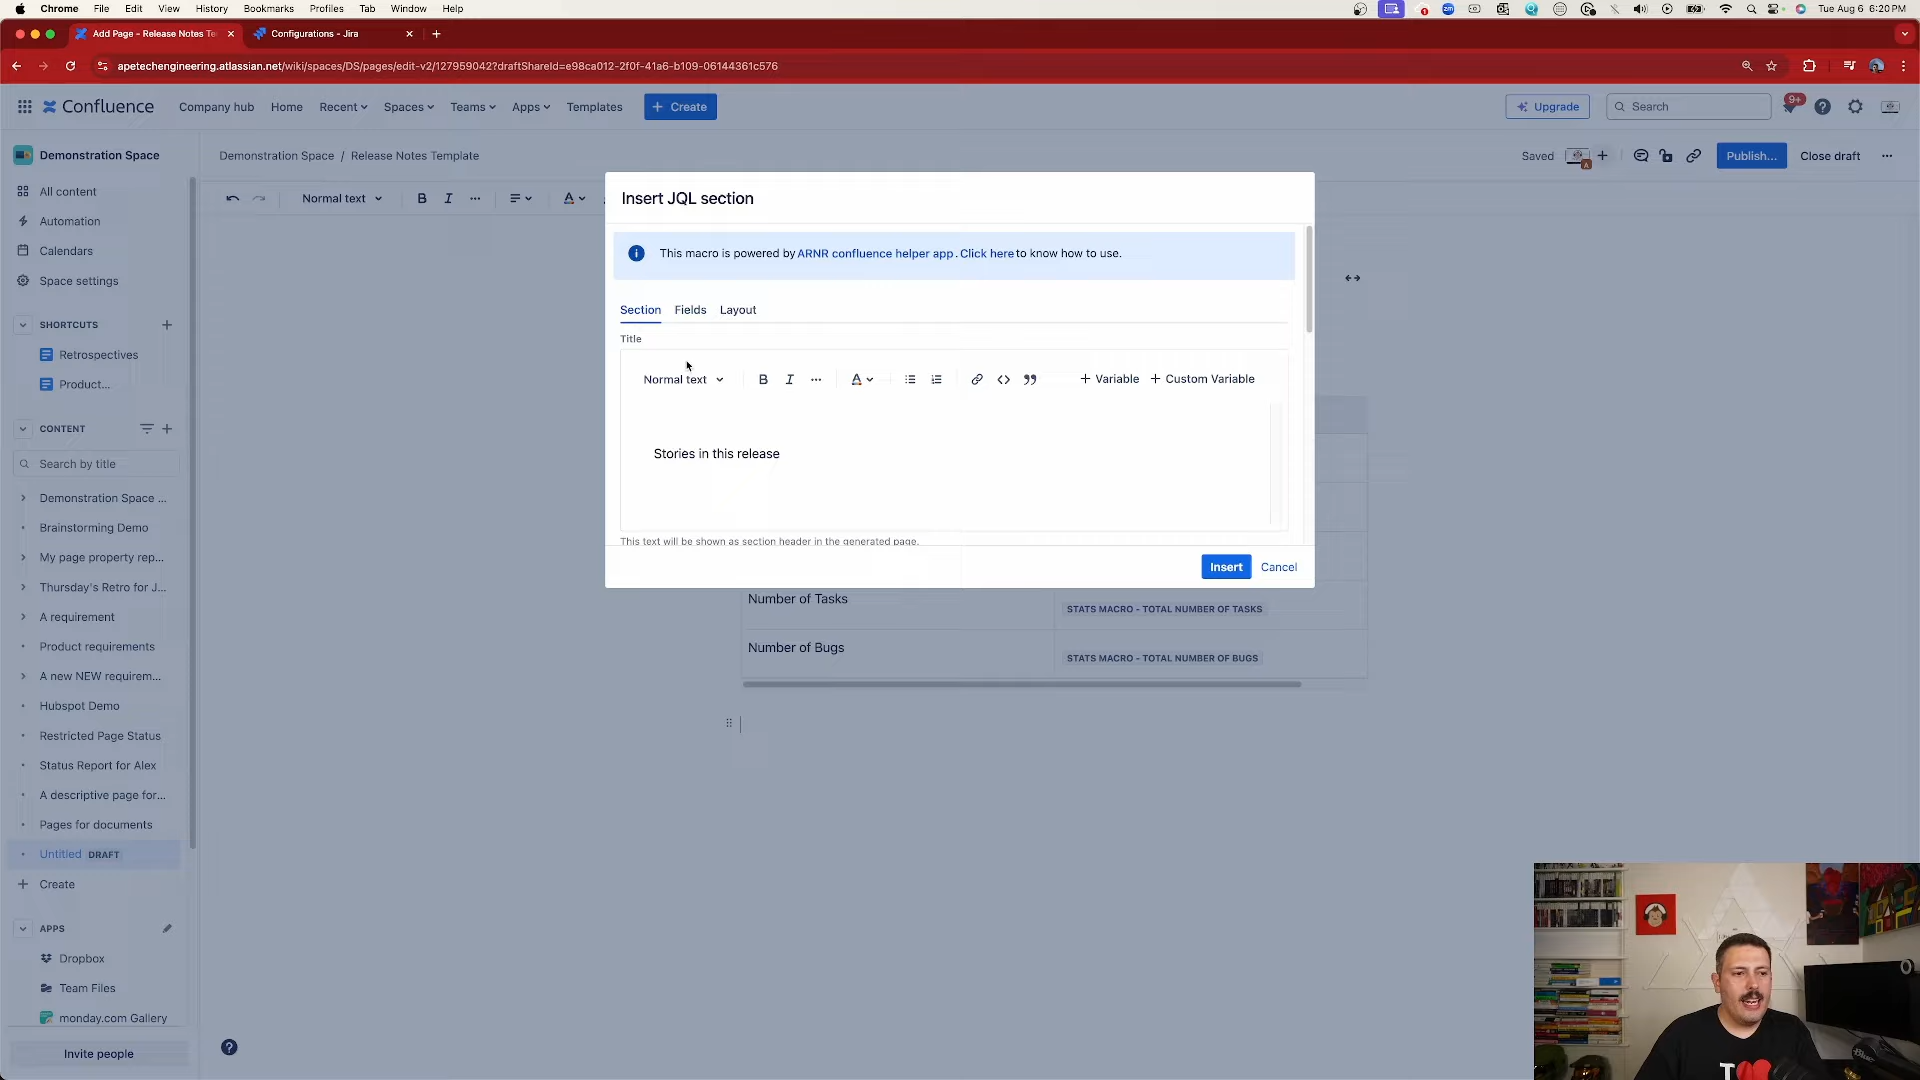 Chrome File Edit View History Bookmarks Profiles Tab Window Help
1 zm Tue Aug 6 6:20 PM
Add Page - Release Notes Te
Configurations - Jira
apetechengineering.atlassian.net/wiki/spaces/DS/pages/edit-v2/127959042?draftShareId=e98ca012-2f0f-41a6-b109-06144361c576
Confluence Company hub Home Recent Spaces Teams Apps Templates + Create
Upgrade Search 9+
Demonstration Space
Demonstration Space / Release Notes Template
Saved A Publish... Close draft
All content
Automation
Calendars
Space settings
SHORTCUTS
Retrospectives
Product...
CONTENT
Search by title
Demonstration Space ...
Brainstorming Demo
My page property rep...
Thursday's Retro for J...
A requirement
Product requirements
A new NEW requirem...
Hubspot Demo
Restricted Page Status
Status Report for Alex
A descriptive page for...
Pages for documents
Untitled DRAFT
Create
APPS
Dropbox
Team Files
monday.com Gallery
Invite people
Normal text B I A
Insert JQL section
This macro is powered by ARNR confluence helper app. Click here to know how to use.
Section Fields Layout
Title
Normal text B I A + Variable + Custom Variable
Stories in this release
This text will be shown as section header in the generated page.
Insert Cancel
Number of Tasks
STATS MACRO - TOTAL NUMBER OF TASKS
Number of Bugs
STATS MACRO - TOTAL NUMBER OF BUGS
I